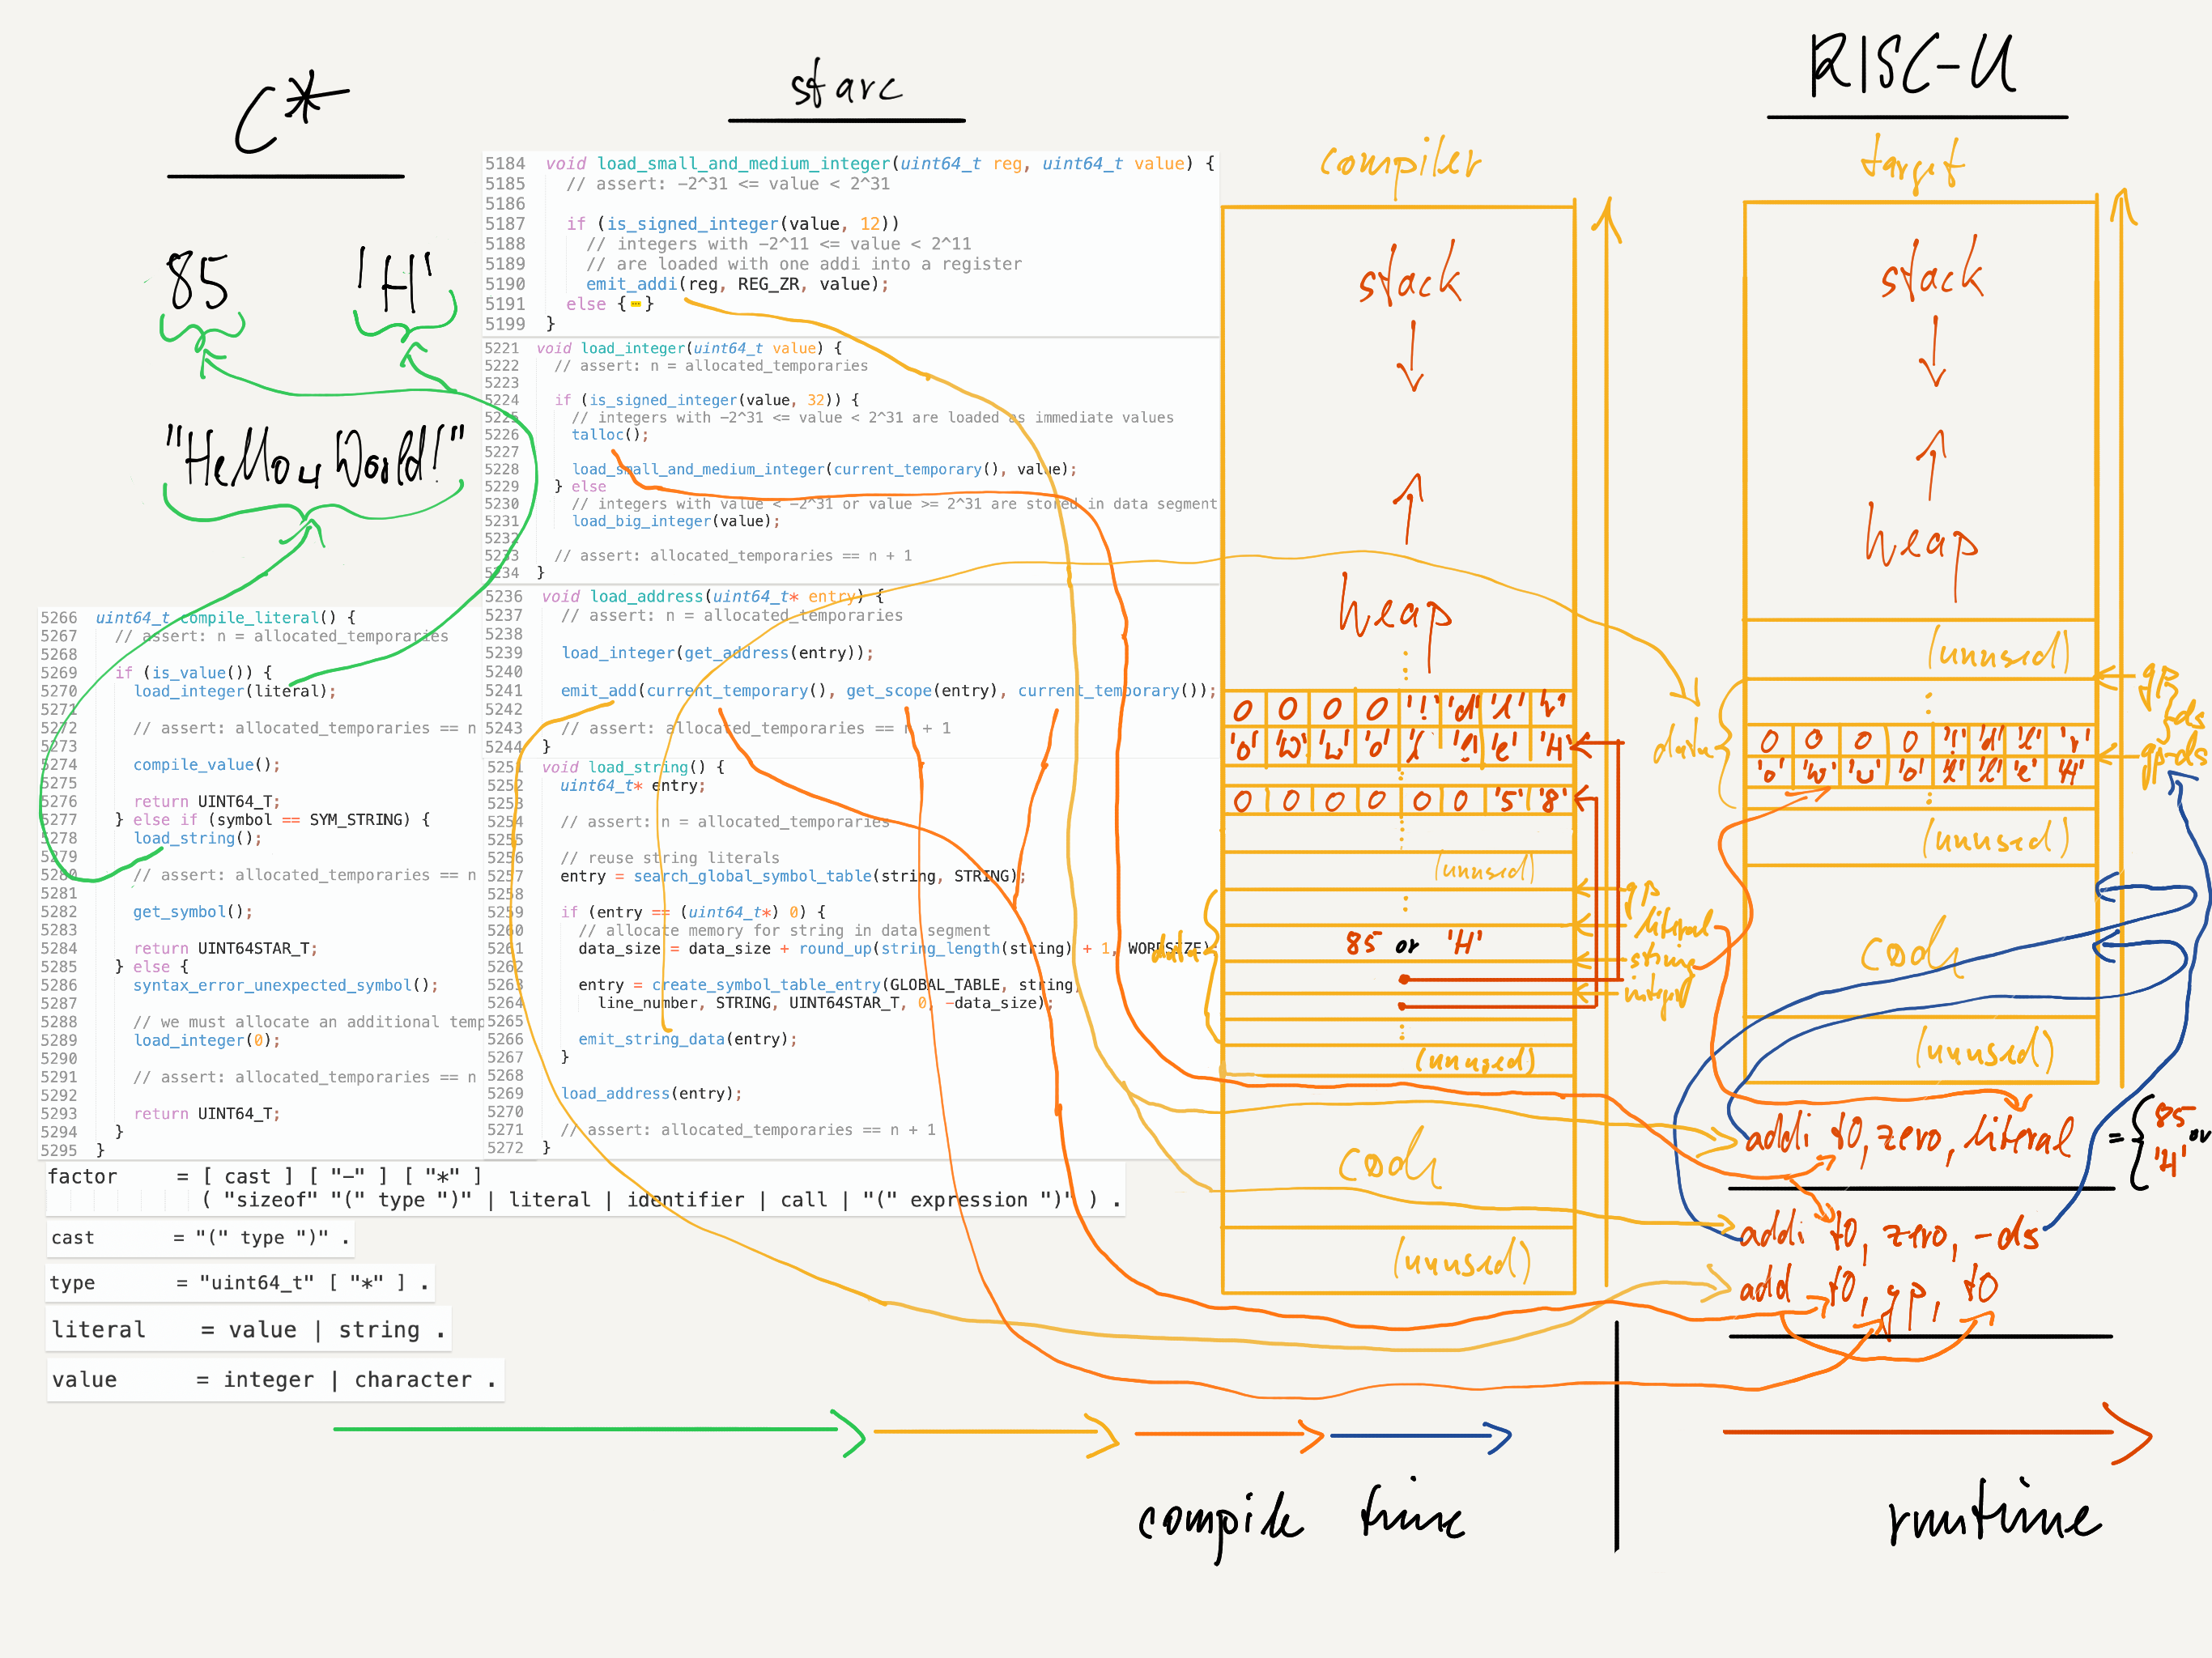 C*
starc
RISC-U
85
'H'
"Hello␣World!"
5184 void load_small_and_medium_integer(uint64_t reg, uint64_t value) {
5185 // assert: -2^31 <= value < 2^31
5186
5187 if (is_signed_integer(value, 12))
5188 // integers with -2^11 <= value < 2^11
5189 // are loaded with one addi into a register
5190 emit_addi(reg, REG_ZR, value);
5191 else {⋯}
5199 }
5221 void load_integer(uint64_t value) {
5222 // assert: n = allocated_temporaries
5223
5224 if (is_signed_integer(value, 32)) {
5225 // integers with -2^31 <= value < 2^31 are loaded as immediate values
5226 talloc();
5227
5228 load_small_and_medium_integer(current_temporary(), value);
5229 } else
5230 // integers with value < -2^31 or value >= 2^31 are stored in data segment
5231 load_big_integer(value);
5232
5233 // assert: allocated_temporaries == n + 1
5234 }
5236 void load_address(uint64_t* entry) {
5237 // assert: n = allocated_temporaries
5238
5239 load_integer(get_address(entry));
5240
5241 emit_add(current_temporary(), get_scope(entry), current_temporary());
5242
5243 // assert: allocated_temporaries == n + 1
5244 }
5251 void load_string() {
5252 uint64_t* entry;
5253
5254 // assert: n = allocated_temporaries
5255
5256 // reuse string literals
5257 entry = search_global_symbol_table(string, STRING);
5258
5259 if (entry == (uint64_t*) 0) {
5260 // allocate memory for string in data segment
5261 data_size = data_size + round_up(string_length(string) + 1, WORDSIZE)
5262
5263 entry = create_symbol_table_entry(GLOBAL_TABLE, string,
5264 line_number, STRING, UINT64STAR_T, 0, -data_size);
5265
5266 emit_string_data(entry);
5267 }
5268
5269 load_address(entry);
5270
5271 // assert: allocated_temporaries == n + 1
5272 }
5266 uint64_t compile_literal() {
5267 // assert: n = allocated_temporaries
5268
5269 if (is_value()) {
5270 load_integer(literal);
5271
5272 // assert: allocated_temporaries == n
5273
5274 compile_value();
5275
5276 return UINT64_T;
5277 } else if (symbol == SYM_STRING) {
5278 load_string();
5279
5280 // assert: allocated_temporaries == n
5281
5282 get_symbol();
5283
5284 return UINT64STAR_T;
5285 } else {
5286 syntax_error_unexpected_symbol();
5287
5288 // we must allocate an additional temp
5289 load_integer(0);
5290
5291 // assert: allocated_temporaries == n
5292
5293 return UINT64_T;
5294 }
5295 }
factor = [ cast ] [ "-" ] [ "*" ]
( "sizeof" "(" type ")" | literal | identifier | call | "(" expression ")" ) .
cast = "(" type ")" .
type = "uint64_t" [ "*" ] .
literal = value | string .
value = integer | character .
compiler
stack
heap
0 0 0 0 '!' 'd' 'l' 'r'
'o' 'W' '␣' 'o' 'l' 'l' 'e' 'H'
0 0 0 0 0 0 '5' '8'
(unused)
gp
literal
85 or 'H'
data
string
integer
(unused)
code
(unused)
target
stack
heap
(unused)
gp
-ds
data
0 0 0 0 '!' 'd' 'l' 'r'
gp-ds
'o' 'W' '␣' 'o' 'l' 'l' 'e' 'H'
(unused)
code
(unused)
addi t0, zero, literal = { 85 or
'H'
addi t0, zero, -ds
add t0, gp, t0
compile time
runtime